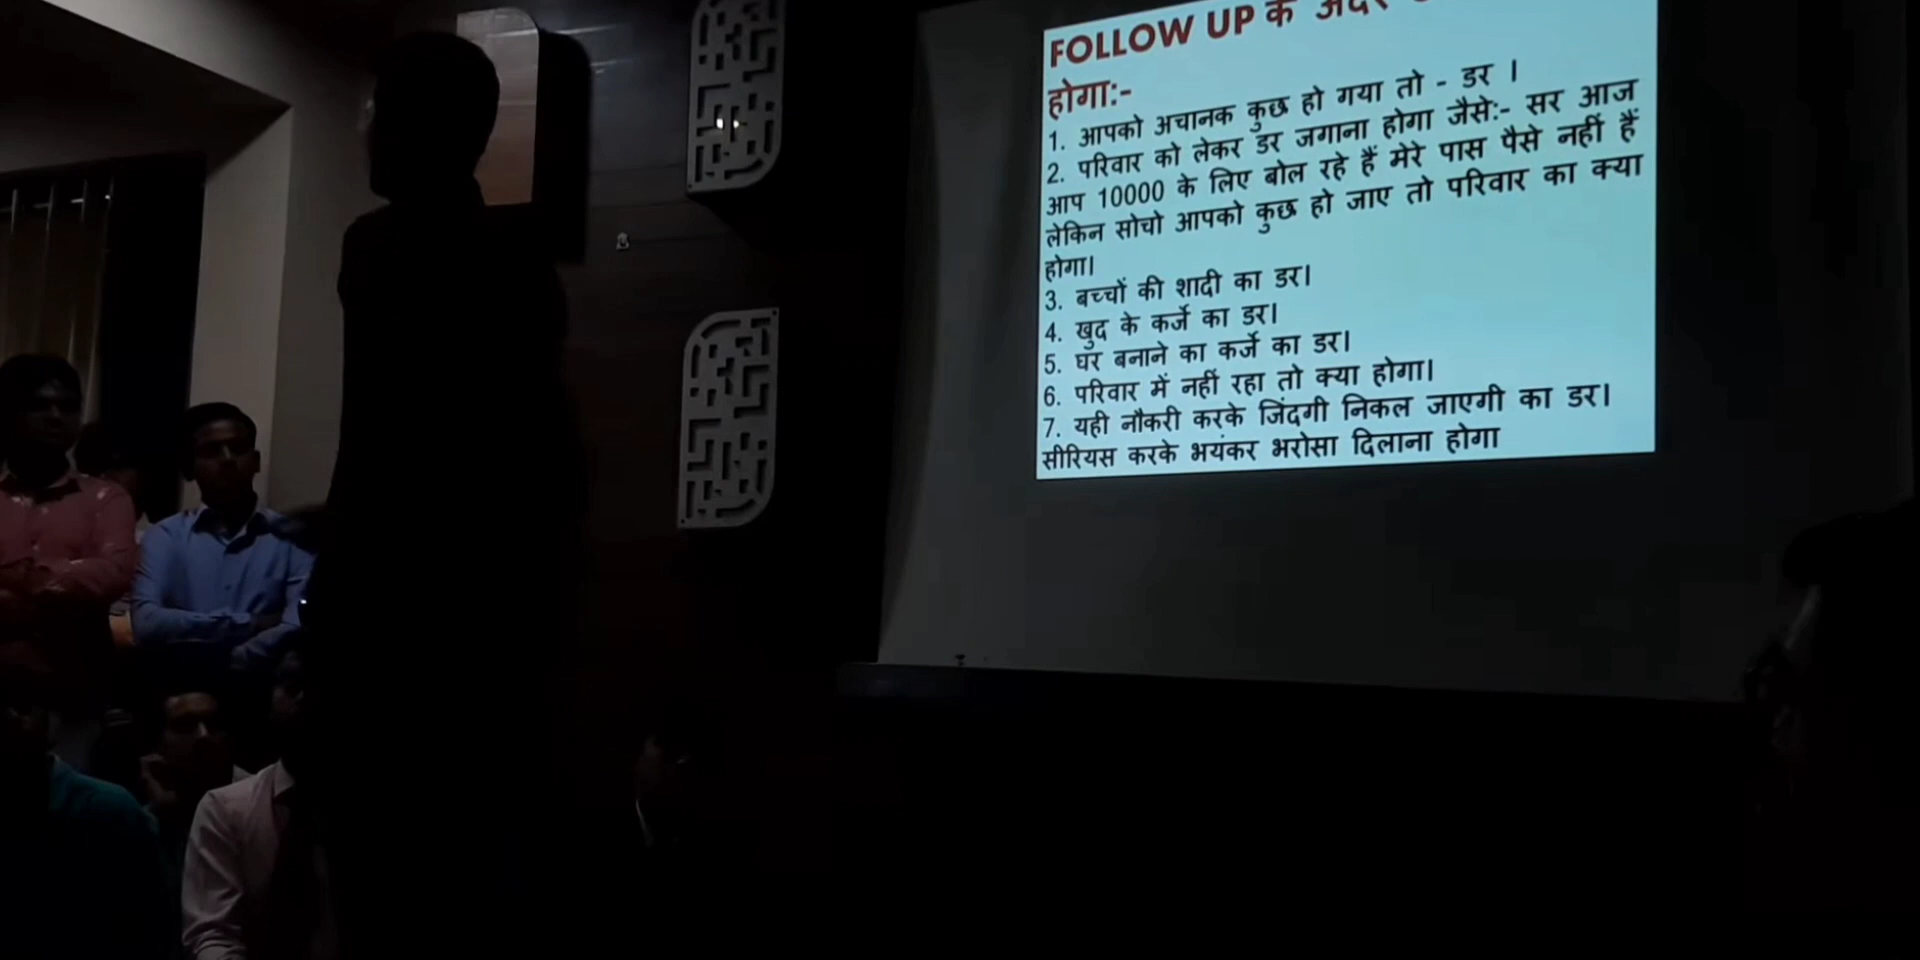 FOLLOW UP के अंदर
होगा:-
1. आपको अचानक कुछ हो गया तो - डर ।
2. परिवार को लेकर डर जगाना होगा जैसे:- सर आज
आप 10000 के लिए बोल रहे हैं मेरे पास पैसे नहीं हैं
लेकिन सोचो आपको कुछ हो जाए तो परिवार का क्या
होगा।
3. बच्चों की शादी का डर।
4. खुद के कर्जे का डर।
5. घर बनाने का कर्जे का डर।
6. परिवार में नहीं रहा तो क्या होगा।
7. यही नौकरी करके जिंदगी निकल जाएगी का डर।
सीरियस करके भयंकर भरोसा दिलाना होगा